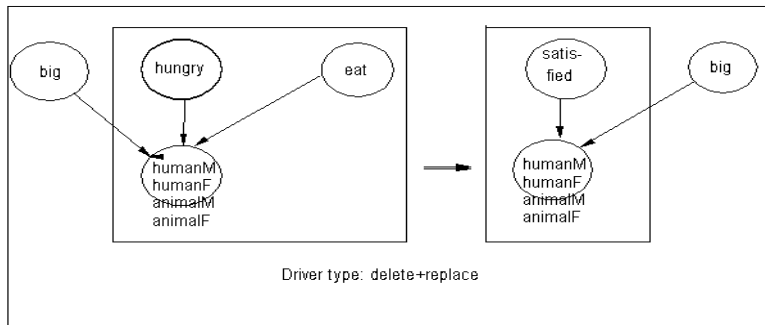 big
hungry
eat
humanM
humanF
animalM
animalF
satis-
fied
big
humanM
humanF
animalM
animalF
Driver type: delete+replace